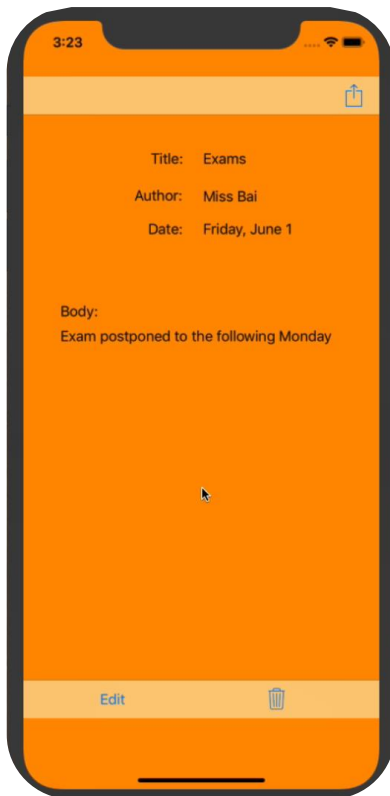 3:23
Title: Exams
Author: Miss Bai
Date: Friday, June 1
Body:
Exam postponed to the following Monday
Edit